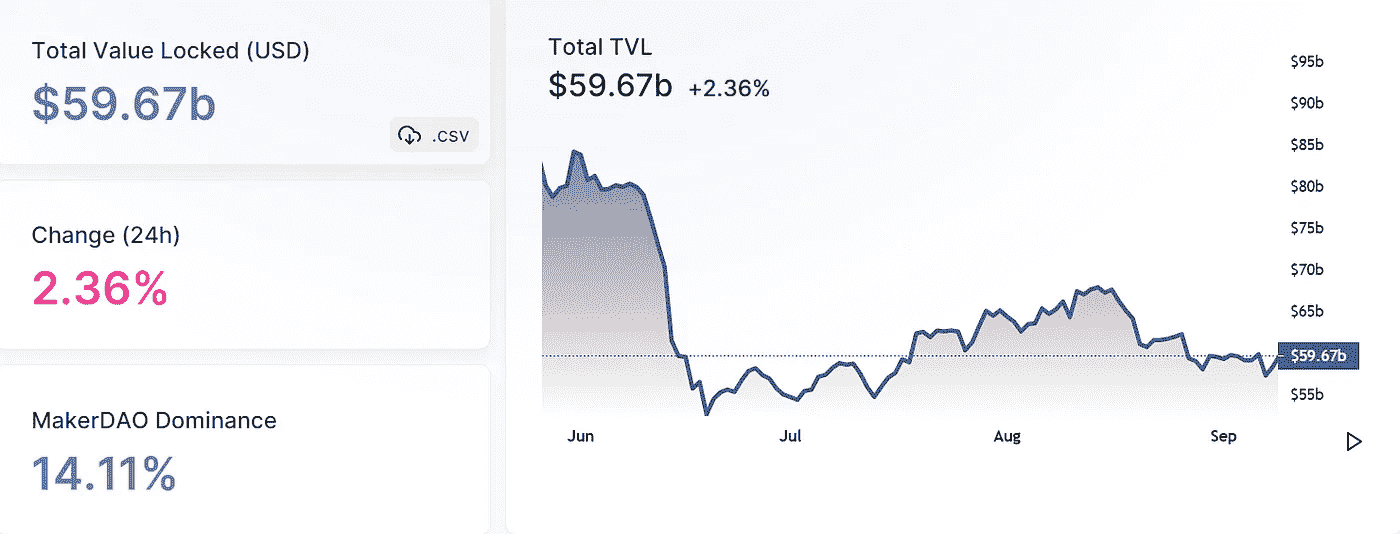 Total Value Locked (USD)
$59.67b
.csv
Change (24h)
2.36%
MakerDAO Dominance
14.11%
Total TVL
$59.67b +2.36%
$95b
$90b
$85b
$80b
$75b
$70b
$65b
$59.67b
$55b
Jun Jul Aug Sep